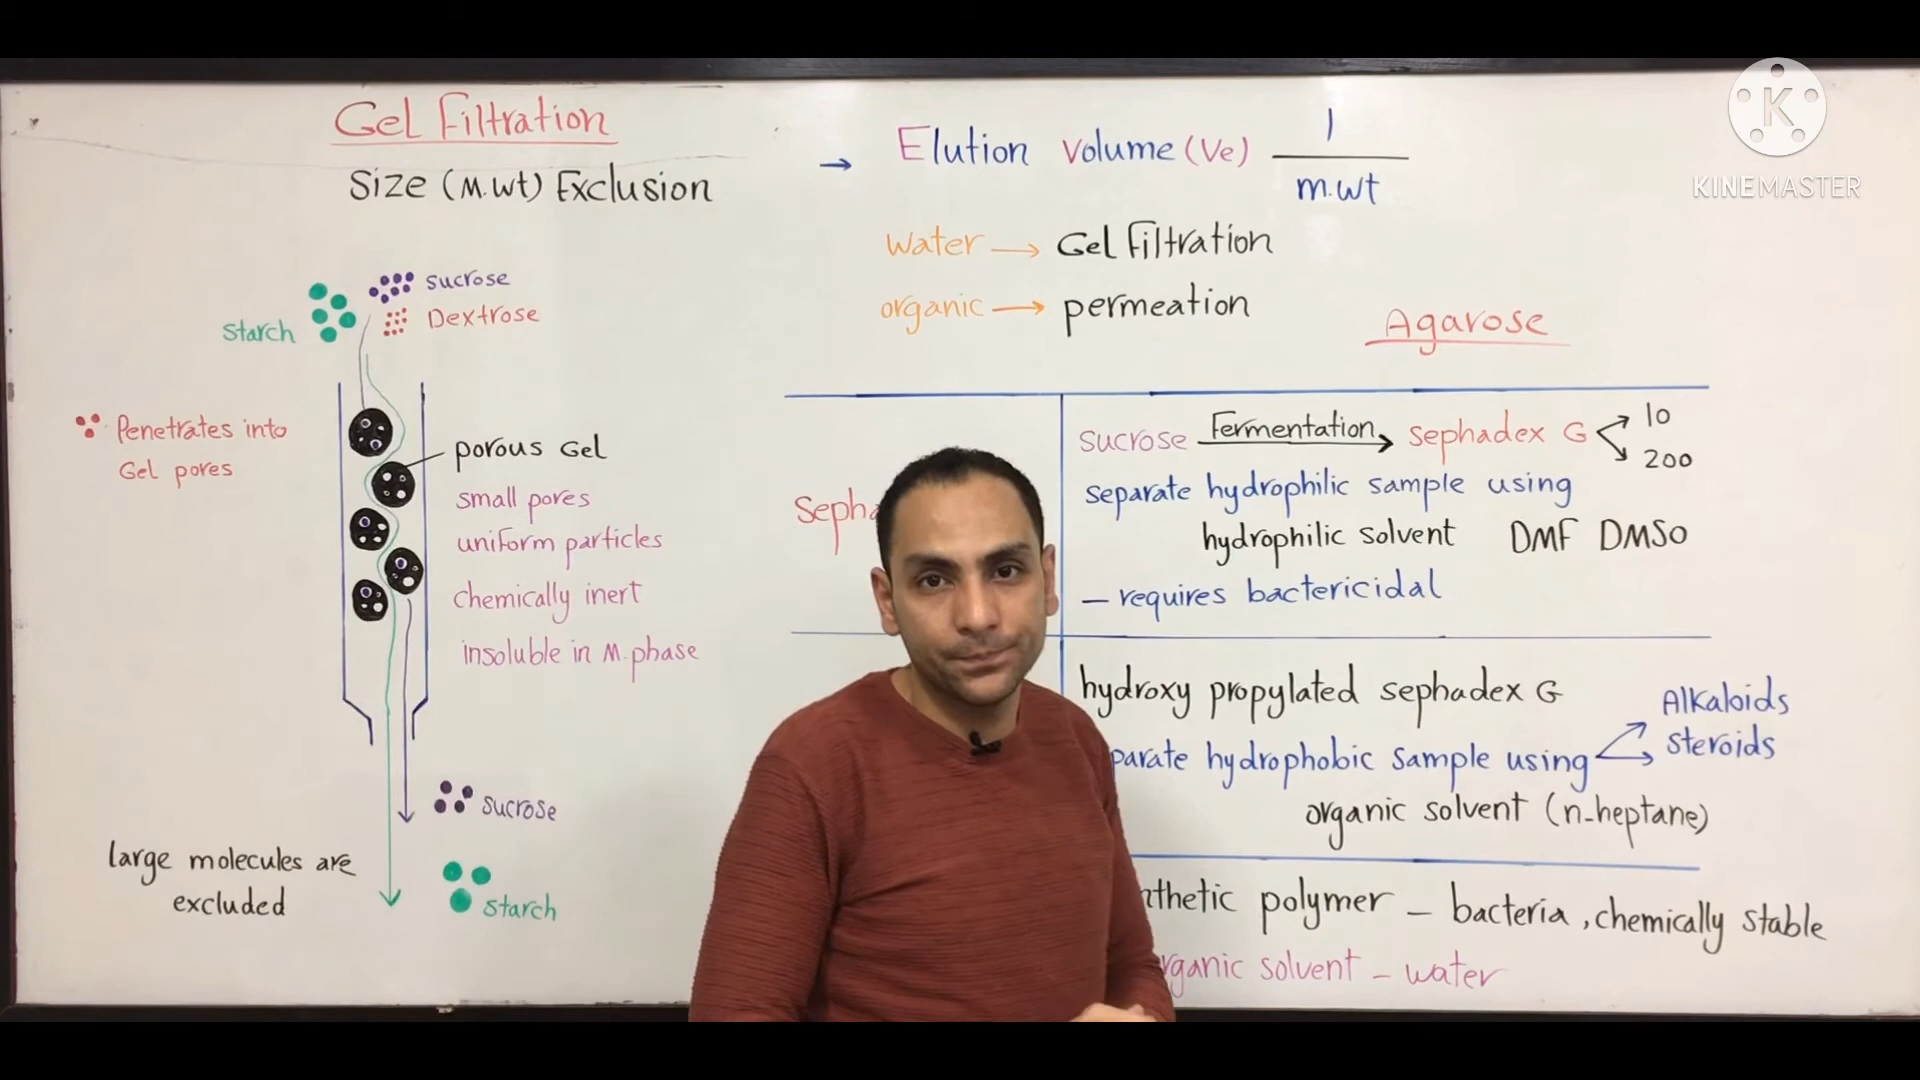 Gel Filtration
Size (M.wt) Exclusion
sucrose
Dextrose
starch
Penetrates into
Gel pores
porous Gel
small pores
uniform particles
chemically inert
insoluble in M.phase
sucrose
large molecules are
excluded
starch
→ Elution volume (Ve) 1
m.wt
water → Gel filtration
organic → permeation
Agarose
sucrose Fermentation → sephadex G 10
200
separate hydrophilic sample using
hydrophilic solvent DMF DMSO
– requires bactericidal
hydroxy propylated sephadex G
Alkaloids
steroids
hydrophobic sample using
organic solvent (n-heptane)
polymer – bacteria, chemically stable
solvent – water
K
KINEMASTER